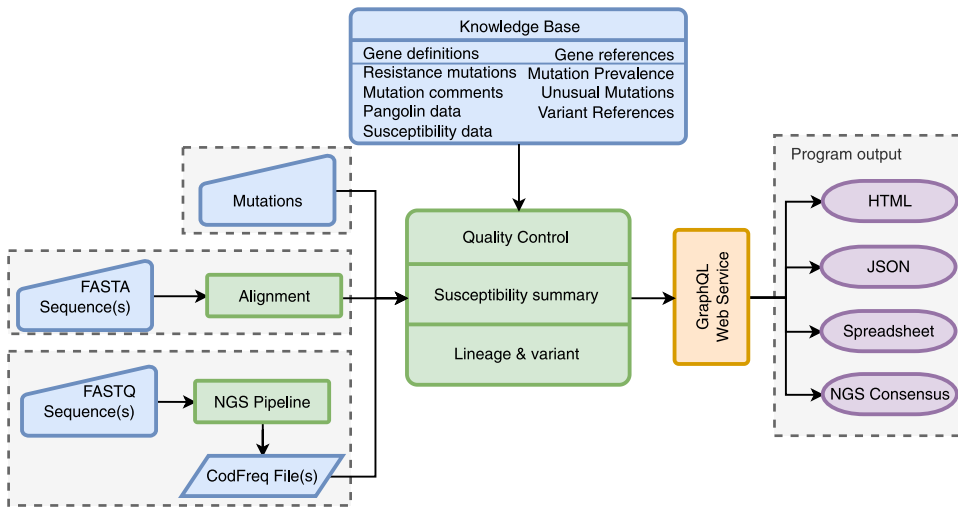 Knowledge Base
Gene definitions Gene references
Resistance mutations Mutation Prevalence
Mutation comments Unusual Mutations
Pangolin data Variant References
Susceptibility data
Mutations
FASTA
Sequence(s)
Alignment
FASTQ
Sequence(s)
NGS Pipeline
CodFreq File(s)
Quality Control
Susceptibility summary
Lineage & variant
GraphQL
Web Service
Program output
HTML
JSON
Spreadsheet
NGS Consensus